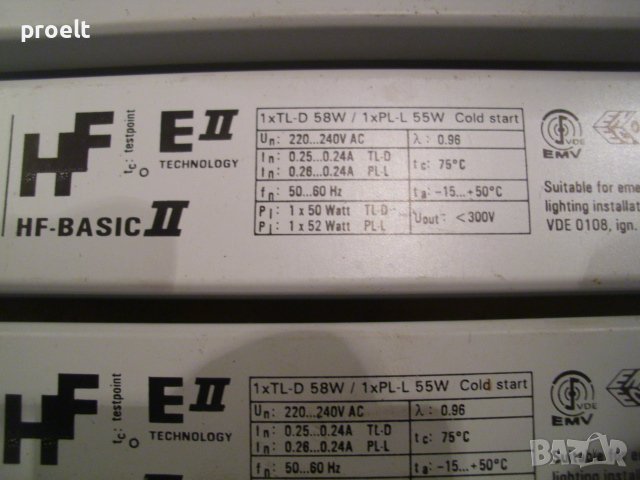 proelt
HF
tc: testpoint
EII
TECHNOLOGY
HF-BASIC II
1xTL-D 58W / 1xPL-L 55W Cold start
Un: 220...240V AC
λ: 0.96
In: 0.25...0.24A TL-D
In: 0.26...0.24A PL-L
tc: 75°C
fn: 50...60 Hz
ta: -15...+50°C
Pl: 1x50 Watt TL-D
Pl: 1x52 Watt PL-L
Uout: <300V
VDE
EMV
Suitable for eme
lighting installat
VDE 0108, ign.
HF
tc: testpoint
EII
TECHNOLOGY
1xTL-D 58W / 1xPL-L 55W Cold start
Un: 220...240V AC
λ: 0.96
In: 0.25...0.24A TL-D
In: 0.26...0.24A PL-L
tc: 75°C
fn: 50...60 Hz
ta: -15...+50°C
VDE
EMV
BAZAR